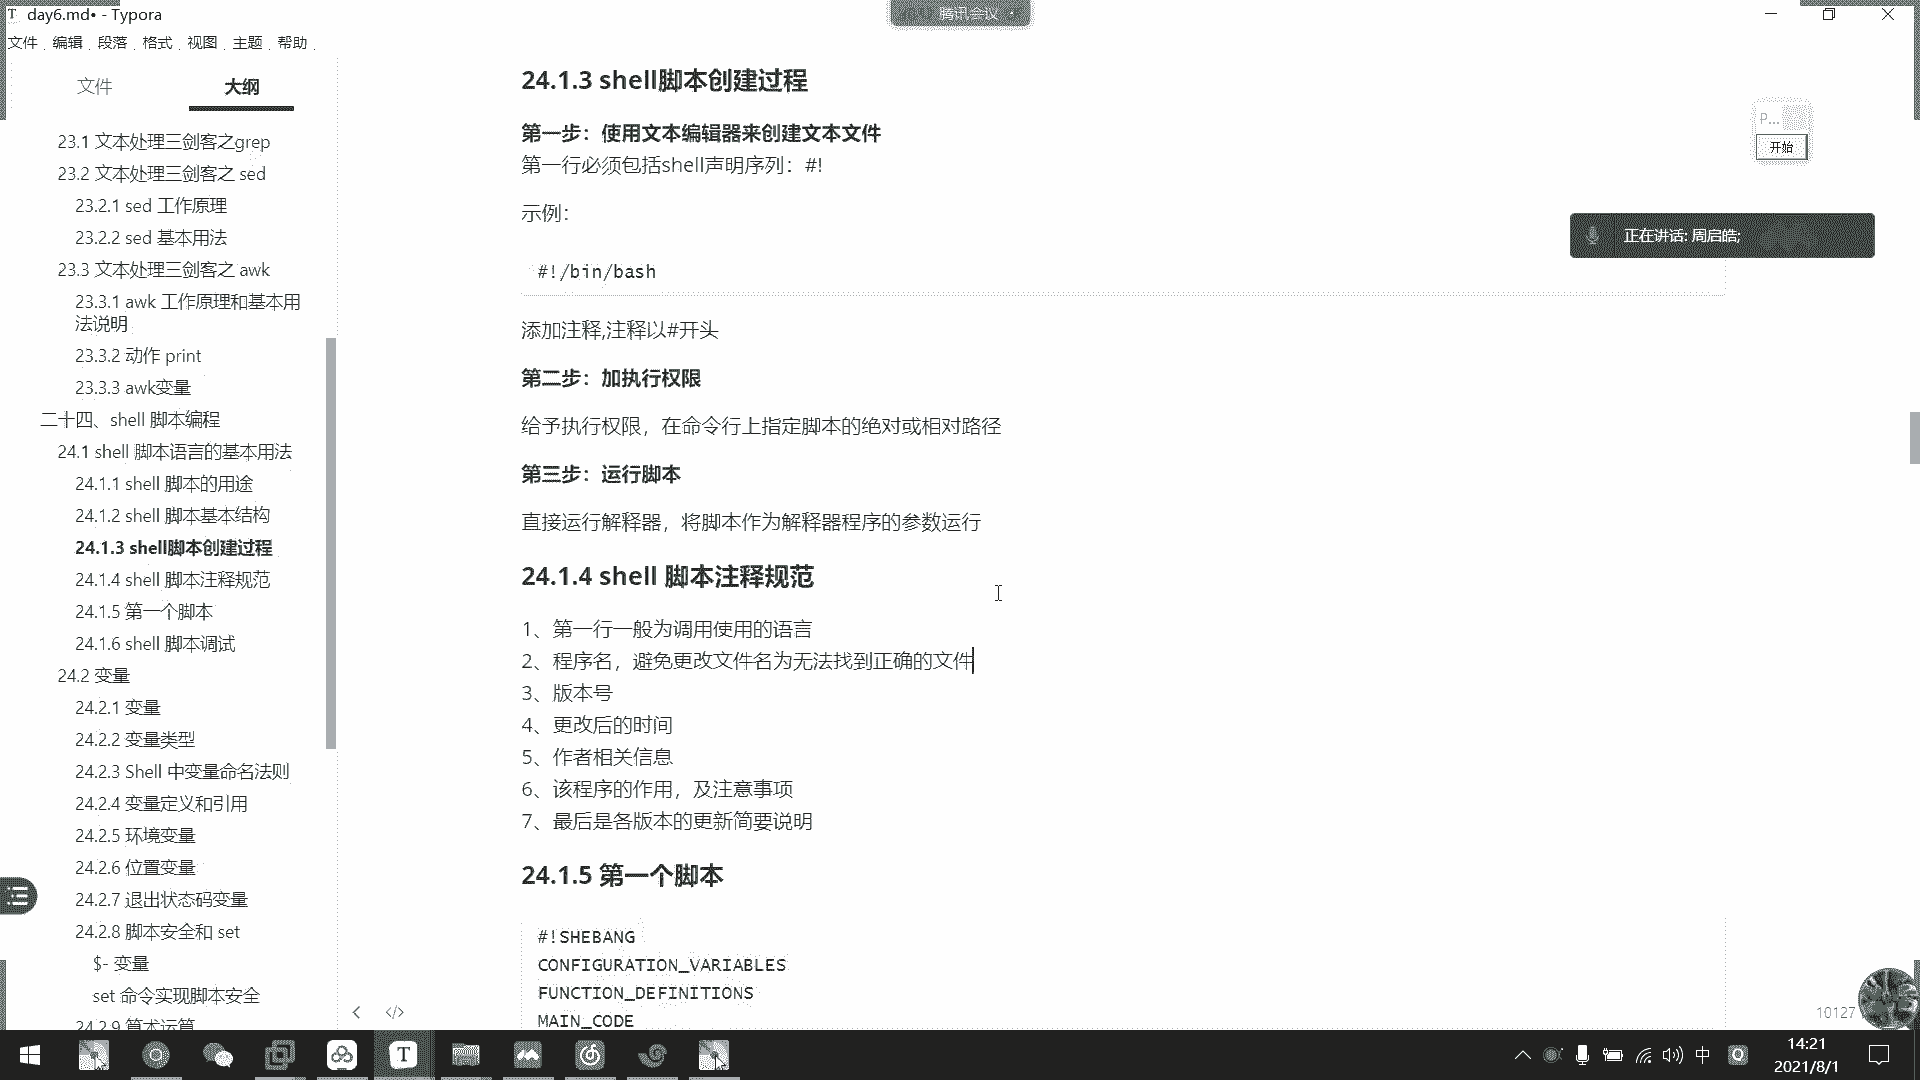 day6.md• - Typora
腾讯会议
文件 编辑 段落 格式 视图 主题 帮助
文件 大纲
23.1 文本处理三剑客之grep
23.2 文本处理三剑客之 sed
23.2.1 sed 工作原理
23.2.2 sed 基本用法
23.3 文本处理三剑客之 awk
23.3.1 awk 工作原理和基本用
法说明
23.3.2 动作 print
23.3.3 awk变量
二十四、shell 脚本编程
24.1 shell 脚本语言的基本用法
24.1.1 shell 脚本的用途
24.1.2 shell 脚本基本结构
24.1.3 shell脚本创建过程
24.1.4 shell 脚本注释规范
24.1.5 第一个脚本
24.1.6 shell 脚本调试
24.2 变量
24.2.1 变量
24.2.2 变量类型
24.2.3 Shell 中变量命名法则
24.2.4 变量定义和引用
24.2.5 环境变量
24.2.6 位置变量
24.2.7 退出状态码变量
24.2.8 脚本安全和 set
$- 变量
set 命令实现脚本安全
24.2.9 算术运算
24.1.3 shell脚本创建过程
第一步：使用文本编辑器来创建文本文件
第一行必须包括shell声明序列：#!
示例：
#!/bin/bash
添加注释,注释以#开头
第二步：加执行权限
给予执行权限，在命令行上指定脚本的绝对或相对路径
第三步：运行脚本
直接运行解释器，将脚本作为解释器程序的参数运行
24.1.4 shell 脚本注释规范
1、第一行一般为调用使用的语言
2、程序名，避免更改文件名为无法找到正确的文件
3、版本号
4、更改后的时间
5、作者相关信息
6、该程序的作用，及注意事项
7、最后是各版本的更新简要说明
24.1.5 第一个脚本
#!SHEBANG
CONFIGURATION_VARIABLES
FUNCTION_DEFINITIONS
MAIN_CODE
P...
开始
正在讲话: 周启皓;
10127
中
14:21
2021/8/1